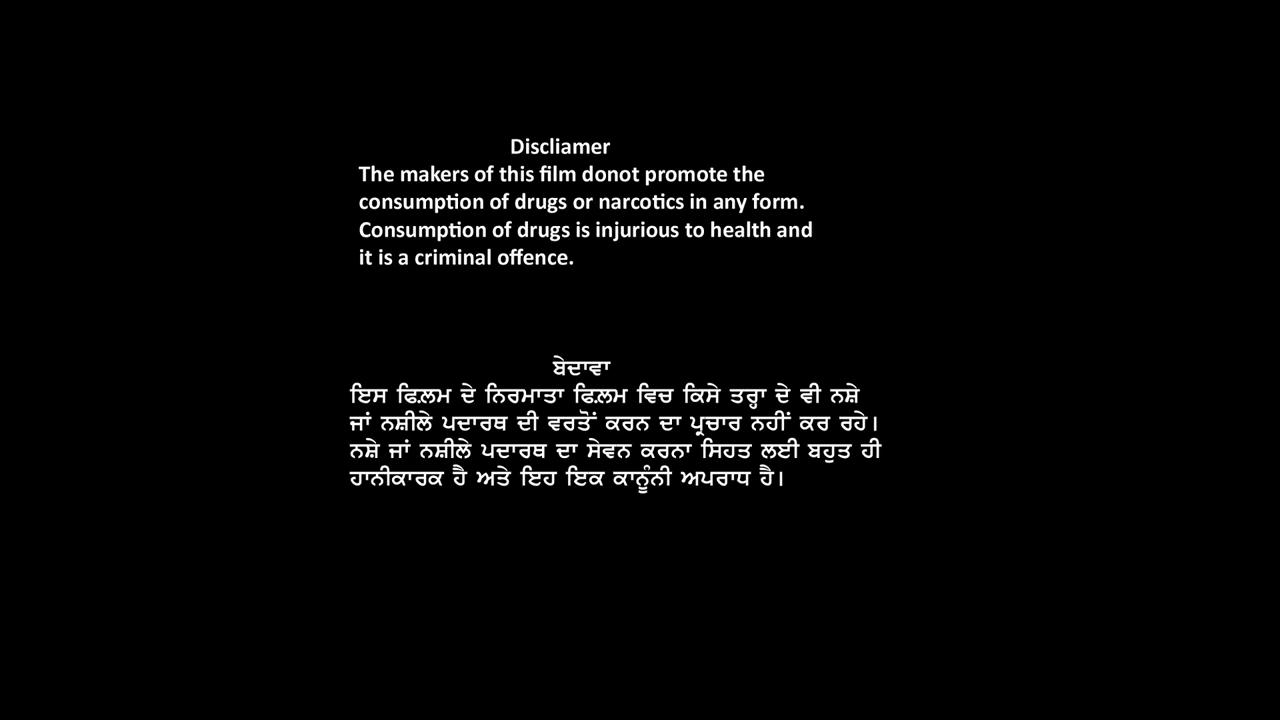 Discliamer
The makers of this film donot promote the
consumption of drugs or narcotics in any form.
Consumption of drugs is injurious to health and
it is a criminal offence.
ਬੇਦਾਵਾ
ਇਸ ਫਿਲਮ ਦੇ ਨਿਰਮਾਤਾ ਫਿਲਮ ਵਿਚ ਕਿਸੇ ਤਰ੍ਹਾ ਦੇ ਵੀ ਨਸ਼ੇ
ਜਾਂ ਨਸ਼ੀਲੇ ਪਦਾਰਥ ਦੀ ਵਰਤੋਂ ਕਰਨ ਦਾ ਪ੍ਰਚਾਰ ਨਹੀਂ ਕਰ ਰਹੇ।
ਨਸ਼ੇ ਜਾਂ ਨਸ਼ੀਲੇ ਪਦਾਰਥ ਦਾ ਸੇਵਨ ਕਰਨਾ ਸਿਹਤ ਲਈ ਬਹੁਤ ਹੀ
ਹਾਨੀਕਾਰਕ ਹੈ ਅਤੇ ਇਹ ਇਕ ਕਾਨੂੰਨੀ ਅਪਰਾਧ ਹੈ।